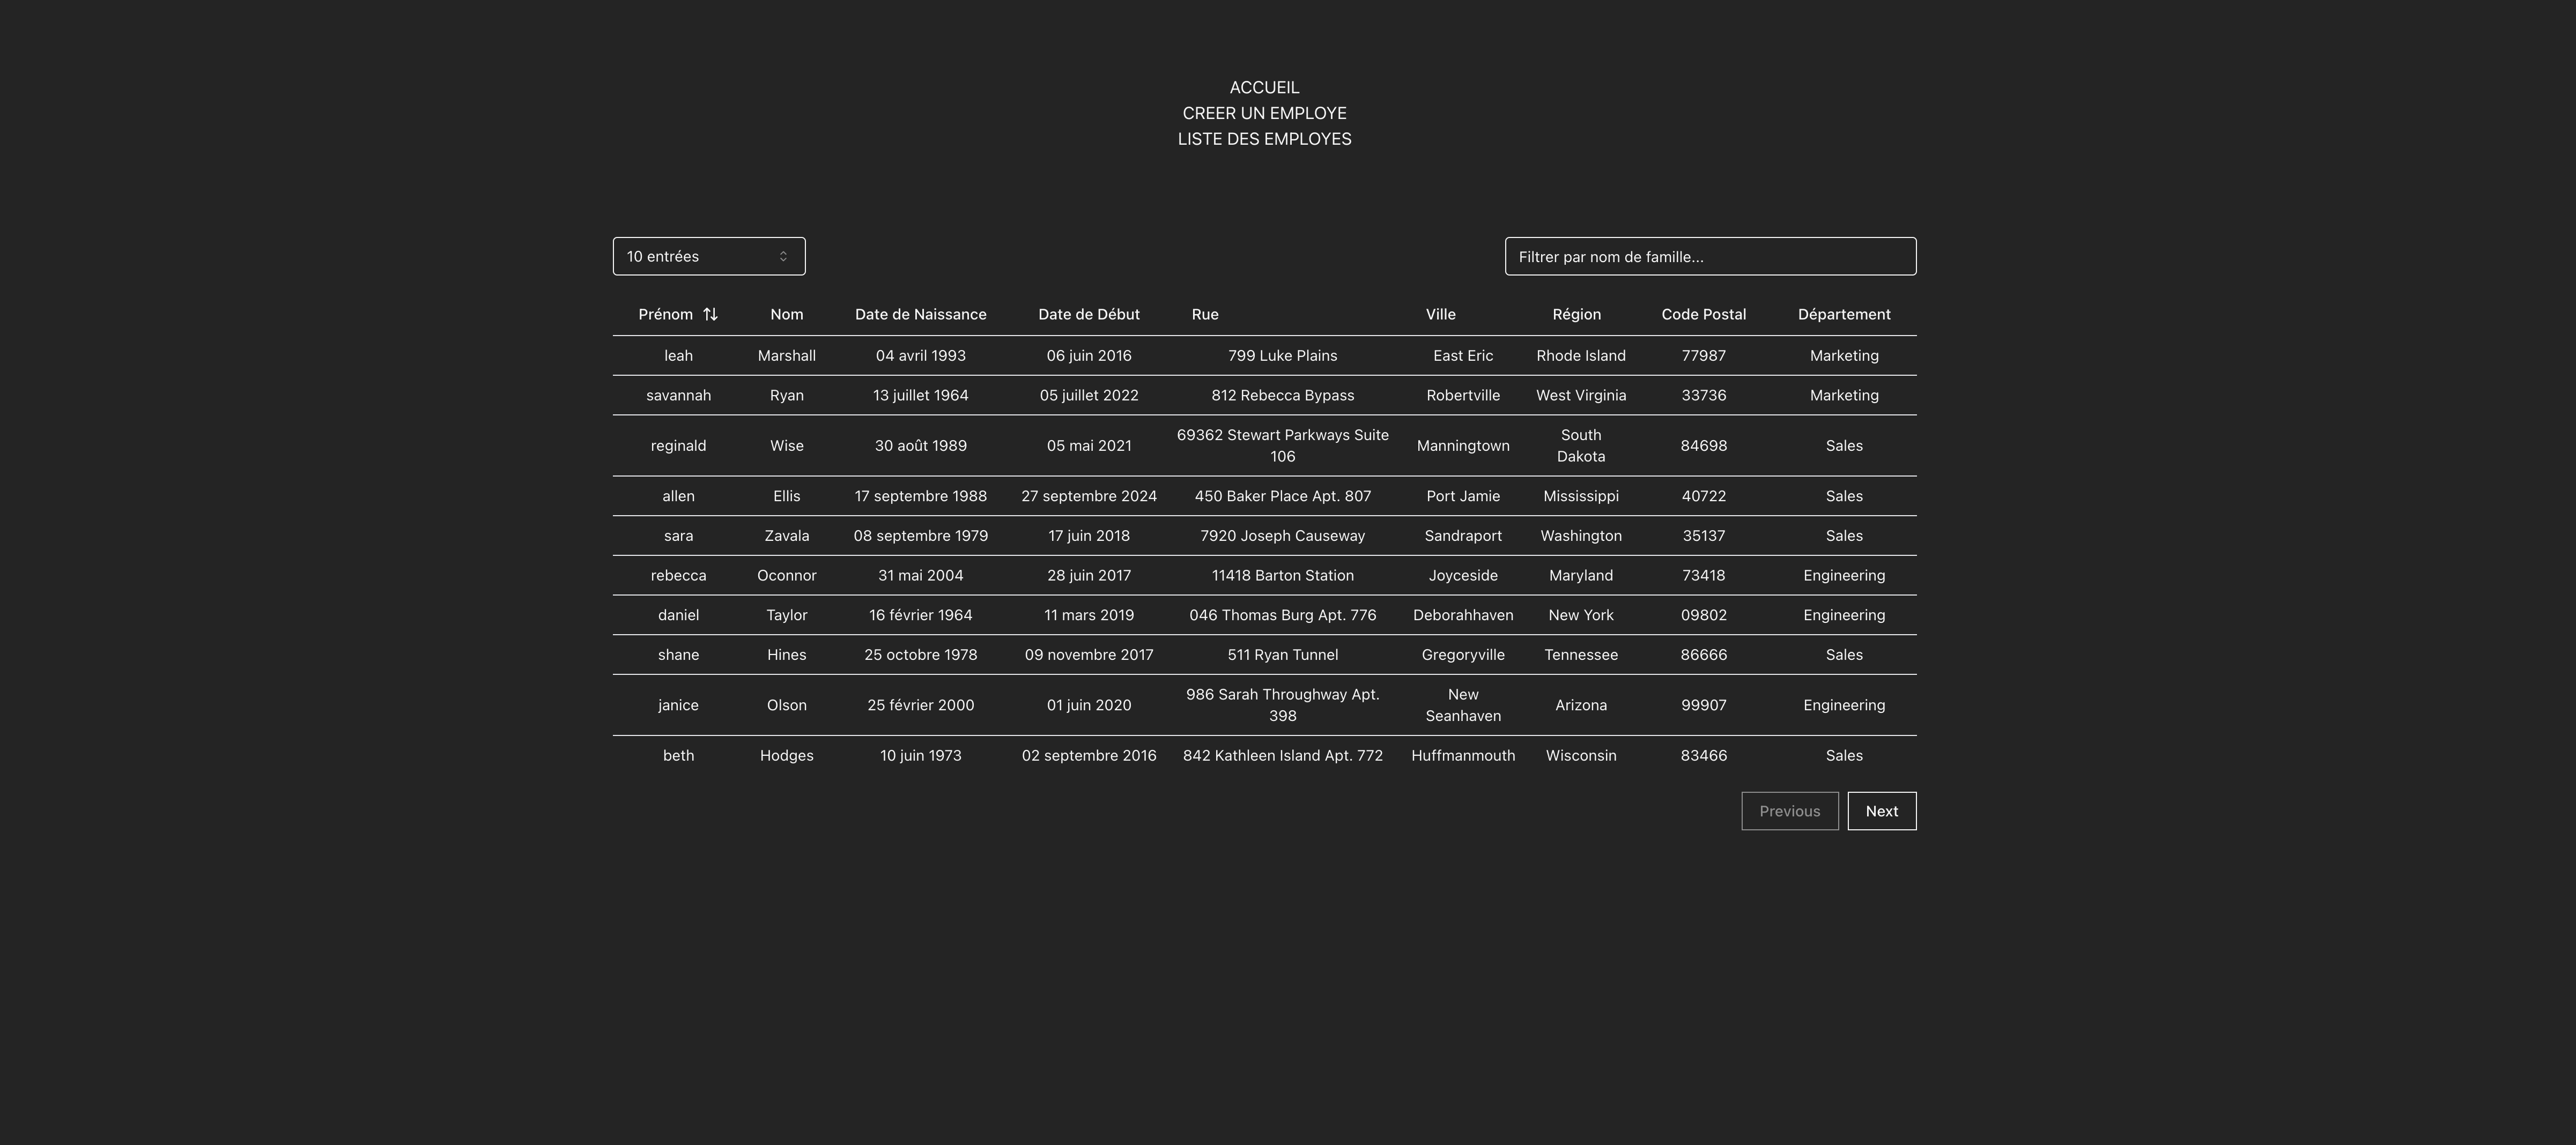 ACCUEIL
CREER UN EMPLOYE
LISTE DES EMPLOYES
10 entrées
Filtrer par nom de famille...
Prénom Nom Date de Naissance Date de Début Rue Ville Région Code Postal Département
leah Marshall 04 avril 1993 06 juin 2016 799 Luke Plains East Eric Rhode Island 77987 Marketing
savannah Ryan 13 juillet 1964 05 juillet 2022 812 Rebecca Bypass Robertville West Virginia 33736 Marketing
reginald Wise 30 août 1989 05 mai 2021 69362 Stewart Parkways Suite 106 Manningtown South Dakota 84698 Sales
allen Ellis 17 septembre 1988 27 septembre 2024 450 Baker Place Apt. 807 Port Jamie Mississippi 40722 Sales
sara Zavala 08 septembre 1979 17 juin 2018 7920 Joseph Causeway Sandraport Washington 35137 Sales
rebecca Oconnor 31 mai 2004 28 juin 2017 11418 Barton Station Joyceside Maryland 73418 Engineering
daniel Taylor 16 février 1964 11 mars 2019 046 Thomas Burg Apt. 776 Deborahhaven New York 09802 Engineering
shane Hines 25 octobre 1978 09 novembre 2017 511 Ryan Tunnel Gregoryville Tennessee 86666 Sales
janice Olson 25 février 2000 01 juin 2020 986 Sarah Throughway Apt. 398 New Seanhaven Arizona 99907 Engineering
beth Hodges 10 juin 1973 02 septembre 2016 842 Kathleen Island Apt. 772 Huffmanmouth Wisconsin 83466 Sales
Previous Next